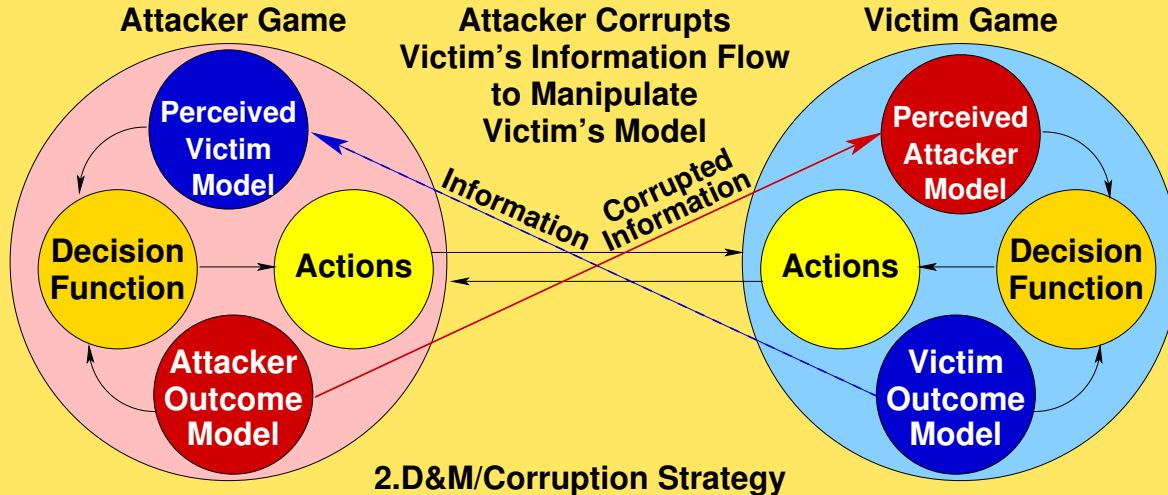 Attacker Game
Attacker Corrupts
Victim's Information Flow
to Manipulate
Victim's Model
Victim Game
Perceived
Victim
Model
Decision
Function
Actions
Attacker
Outcome
Model
Information
Corrupted
Information
Perceived
Attacker
Model
Actions
Decision
Function
Victim
Outcome
Model
2.D&M/Corruption Strategy